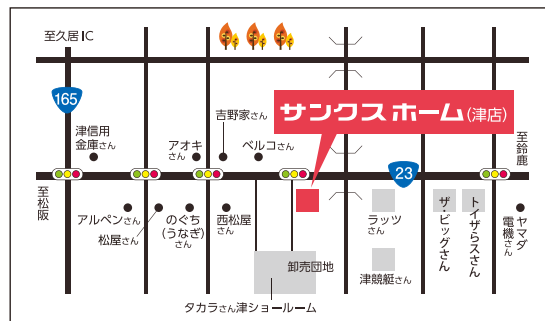 至久居IC
165
津信用
金庫さん
アオキ
さん
吉野家さん
ベルコさん
サンクスホーム(津店)
23
至鈴鹿
至松阪
アルペンさん
松屋さん
のぐち
(うなぎ)
さん
西松屋
さん
ラッツ
さん
ザ・ビッグさん
トイザらスさん
ヤマダ
電機さん
卸売団地
津競艇さん
タカラさん津ショールーム